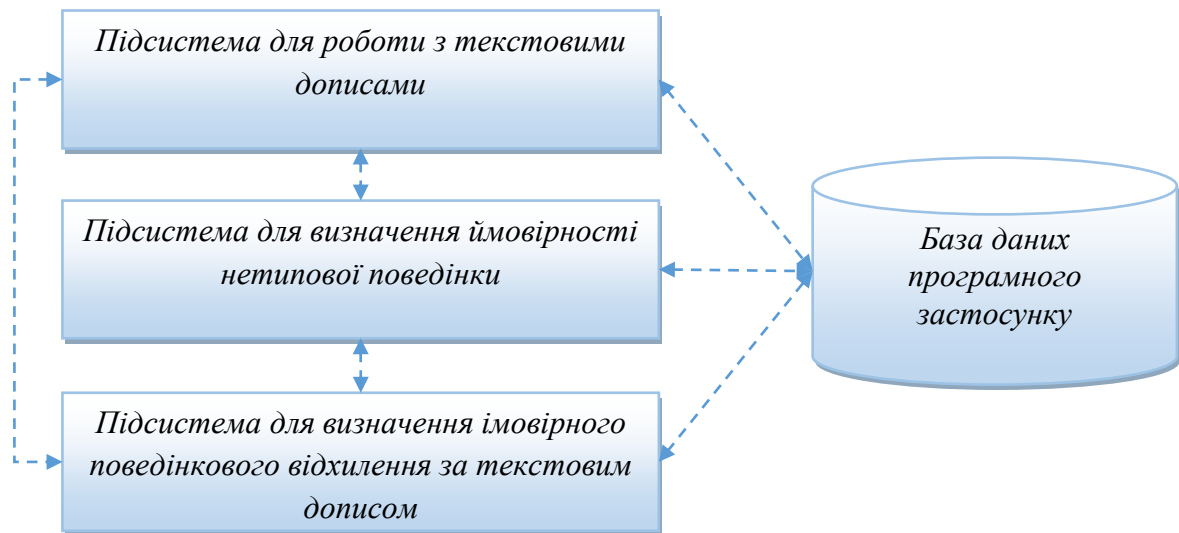 Підсистема для роботи з текстовими
дописами
Підсистема для визначення ймовірності
нетипової поведінки
Підсистема для визначення імовірного
поведінкового відхилення за текстовим
дописом
База даних
програмного
застосунку